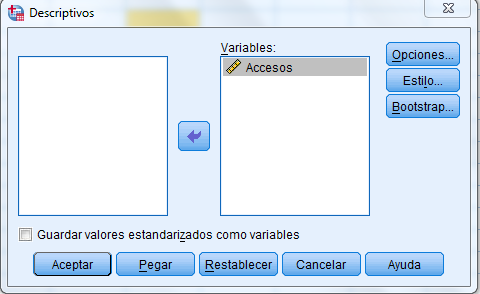 Descriptivos
Variables:
Accesos
Opciones...
Estilo...
Bootstrap...
Guardar valores estandarizados como variables
Aceptar
Pegar
Restablecer
Cancelar
Ayuda